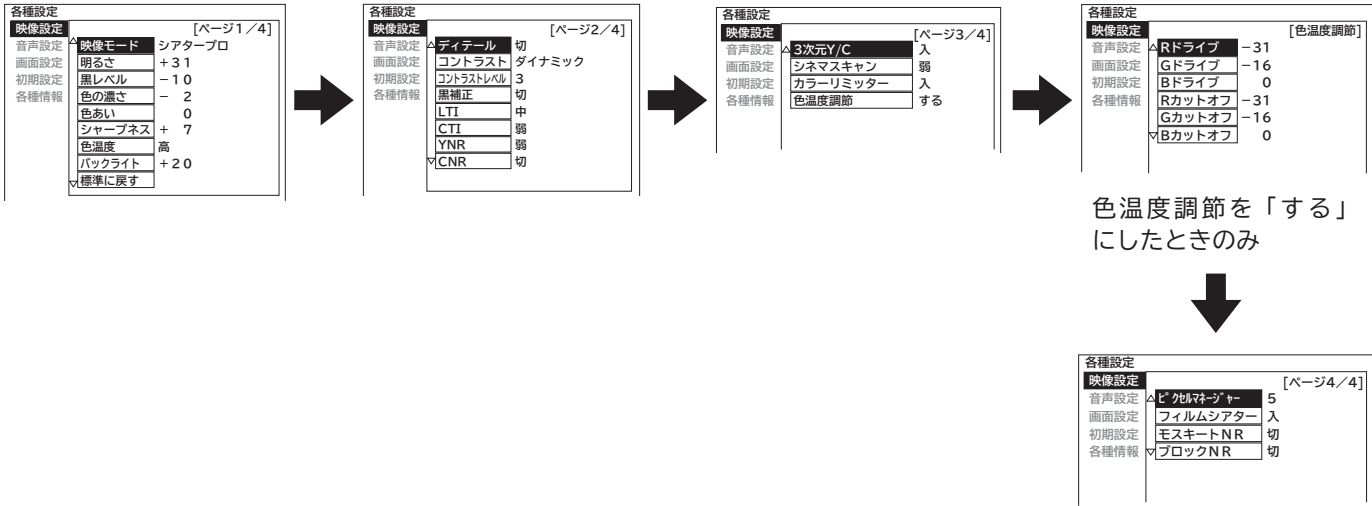 各種設定
映像設定
[ページ1／4]
音声設定
画面設定
初期設定
各種情報
△映像モード シアタープロ
明るさ ＋３１
黒レベル －１０
色の濃さ － ２
色あい ０
シャープネス ＋ ７
色温度 高
バックライト ＋２０
▽標準に戻す
各種設定
映像設定
[ページ2／4]
音声設定
画面設定
初期設定
各種情報
△ディテール 切
コントラスト ダイナミック
コントラストレベル 3
黒補正 切
LTI 中
CTI 弱
YNR 弱
▽CNR 切
各種設定
映像設定
[ページ3／4]
音声設定
画面設定
初期設定
各種情報
△3次元Y/C 入
シネマスキャン 弱
カラーリミッター 入
色温度調節 する
各種設定
映像設定
[色温度調節]
音声設定
画面設定
初期設定
各種情報
△Rドライブ －31
Gドライブ －16
Bドライブ 0
Rカットオフ －31
Gカットオフ －16
▽Bカットオフ 0
色温度調節を「する」
にしたときのみ
各種設定
映像設定
[ページ4／4]
音声設定
画面設定
初期設定
各種情報
△ﾋﾟｸｾﾙﾏﾈｰｼﾞｬｰ 5
フィルムシアター 入
モスキートＮＲ 切
▽ブロックＮＲ 切